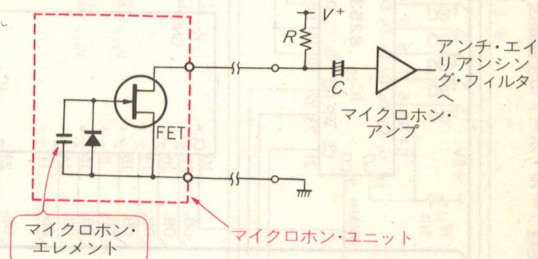 V+
R
C
アンチ・エイ
リアンシン
グ・フィルタ
へ
マイクロホン・
アンプ
FET
マイクロホン・
エレメント
マイクロホン・ユニット